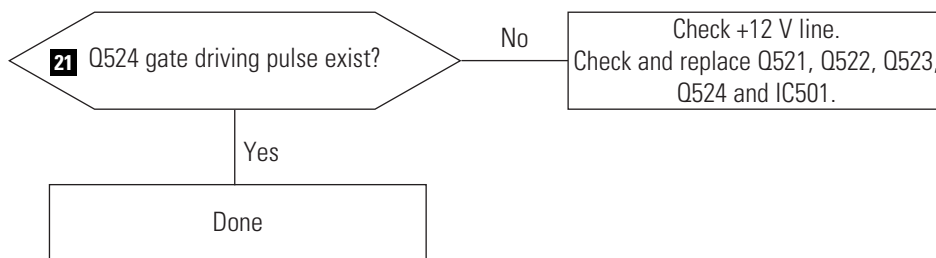 21 Q524 gate driving pulse exist?
No
Check +12 V line.
Check and replace Q521, Q522, Q523,
Q524 and IC501.
Yes
Done